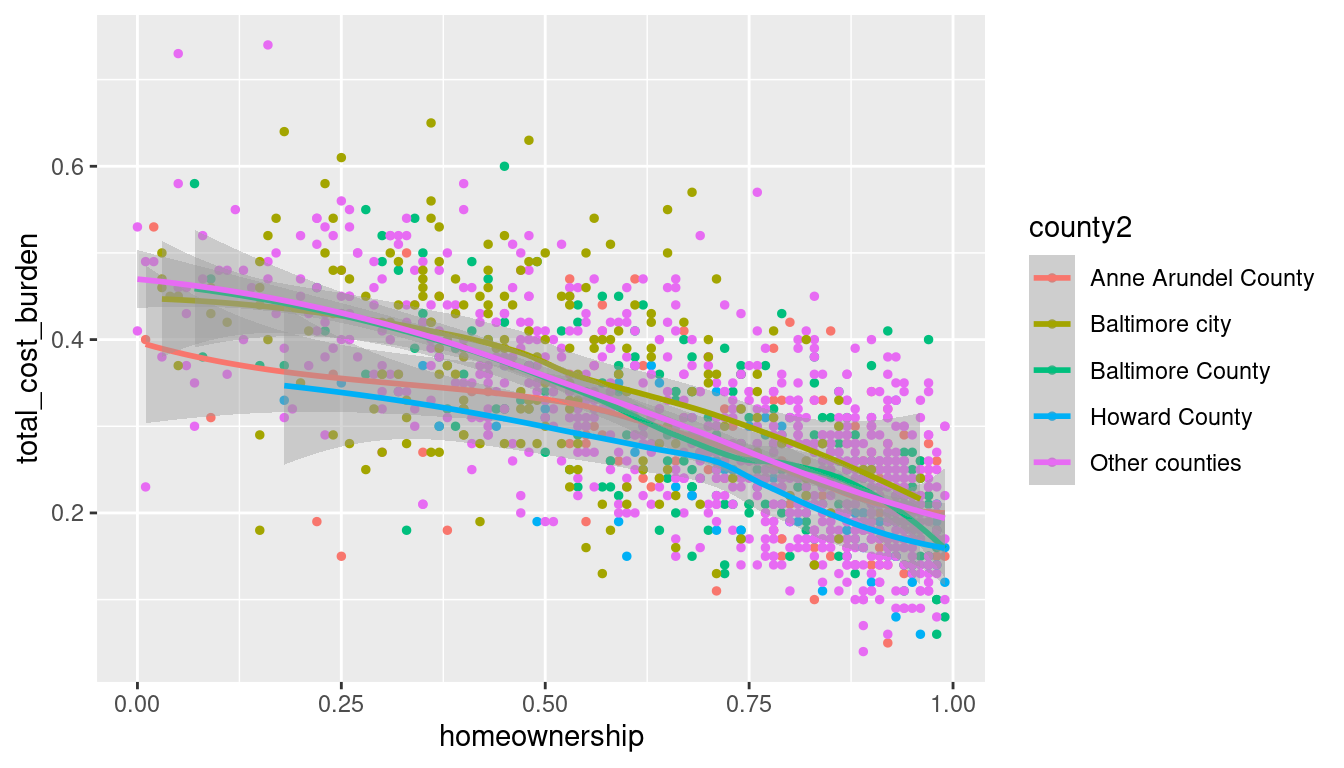 total_cost_burden
0.6
0.4
0.2
0.00 0.25 0.50 0.75 1.00
homeownership
county2
Anne Arundel County
Baltimore city
Baltimore County
Howard County
Other counties